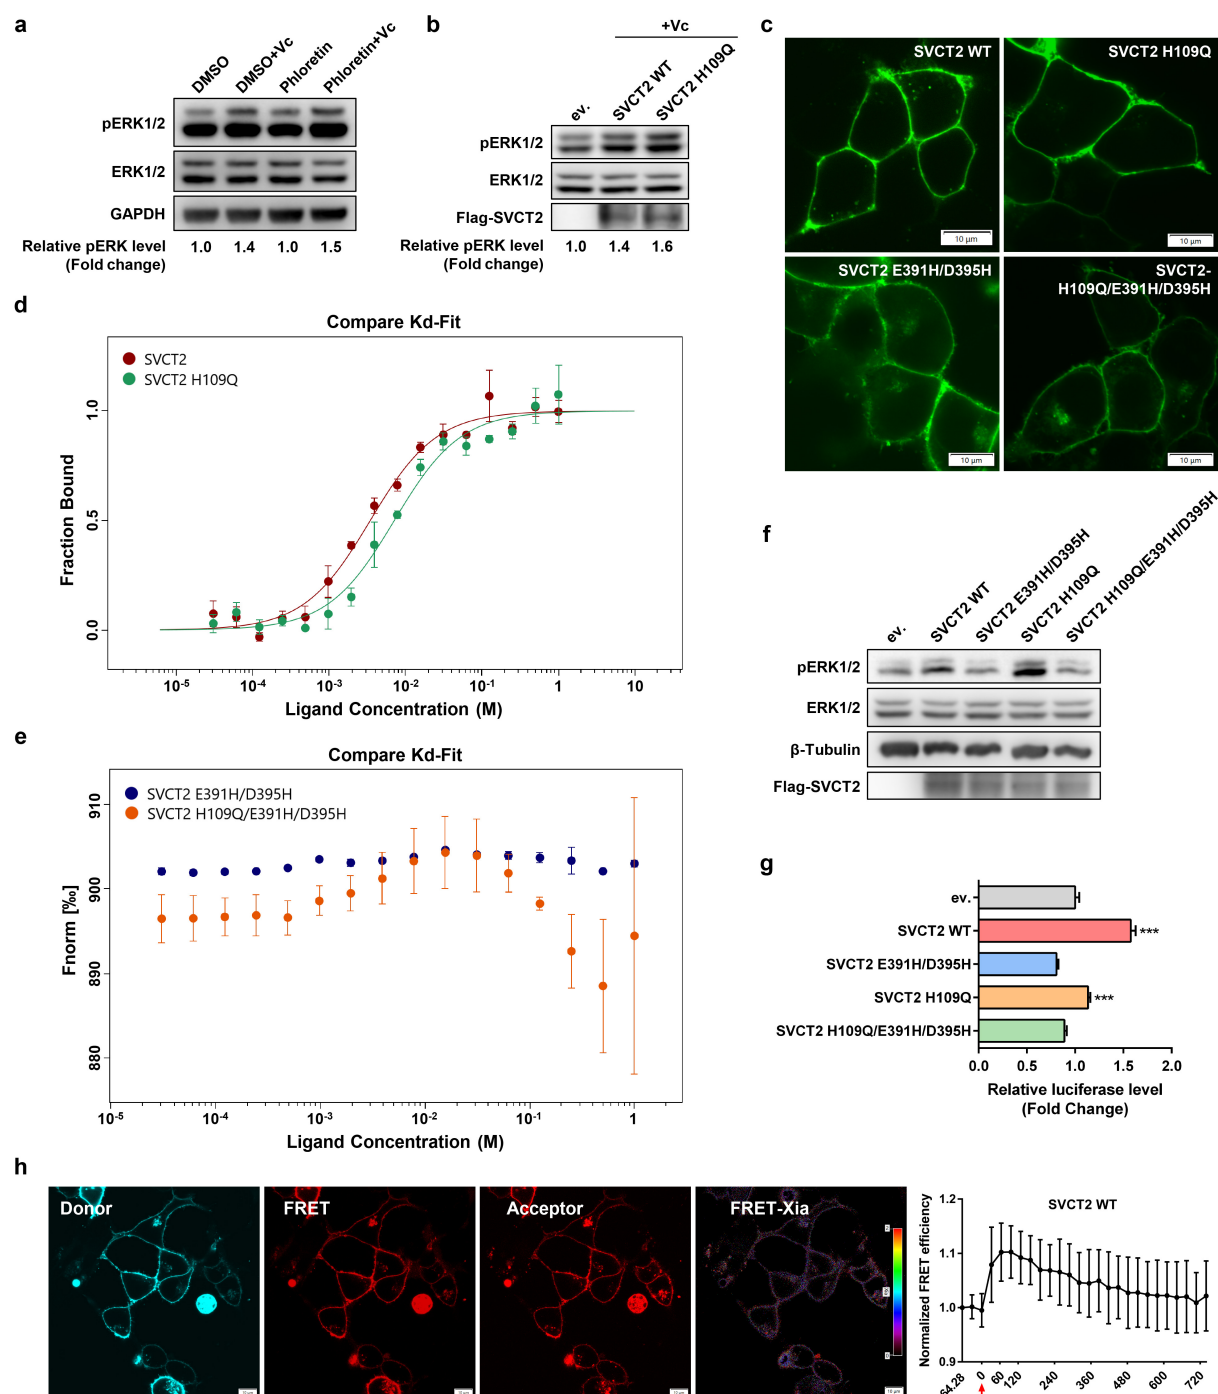 a
DMSO
DMSO+Vc
Phloretin
Phloretin+Vc
pERK1/2
ERK1/2
GAPDH
Relative pERK level
(Fold change)
1.0 1.4 1.0 1.5
b
+Vc
ev.
SVCT2 WT
SVCT2 H109Q
pERK1/2
ERK1/2
Flag-SVCT2
Relative pERK level
(Fold change)
1.0 1.4 1.6
c
SVCT2 WT
10 µm
SVCT2 H109Q
10 µm
SVCT2 E391H/D395H
10 µm
SVCT2-
H109Q/E391H/D395H
10 µm
d
Compare Kd-Fit
SVCT2
SVCT2 H109Q
Fraction Bound
1.0
0.5
0.0
10-5 10-4 10-3 10-2 10-1 1 10
Ligand Concentration (M)
e
Compare Kd-Fit
SVCT2 E391H/D395H
SVCT2 H109Q/E391H/D395H
Fnorm [‰]
910
900
890
880
10-5 10-4 10-3 10-2 10-1 1
Ligand Concentration (M)
f
ev.
SVCT2 WT
SVCT2 E391H/D395H
SVCT2 H109Q
SVCT2 H109Q/E391H/D395H
pERK1/2
ERK1/2
β-Tubulin
Flag-SVCT2
g
ev.
SVCT2 WT
***
SVCT2 E391H/D395H
SVCT2 H109Q
***
SVCT2 H109Q/E391H/D395H
0.0 0.5 1.0 1.5 2.0
Relative luciferase level
(Fold Change)
h
Donor
FRET
Acceptor
FRET-Xia
SVCT2 WT
Normalized FRET efficiency
1.2
1.1
1.0
0.9
64.28 0 60 120 240 360 480 600 720